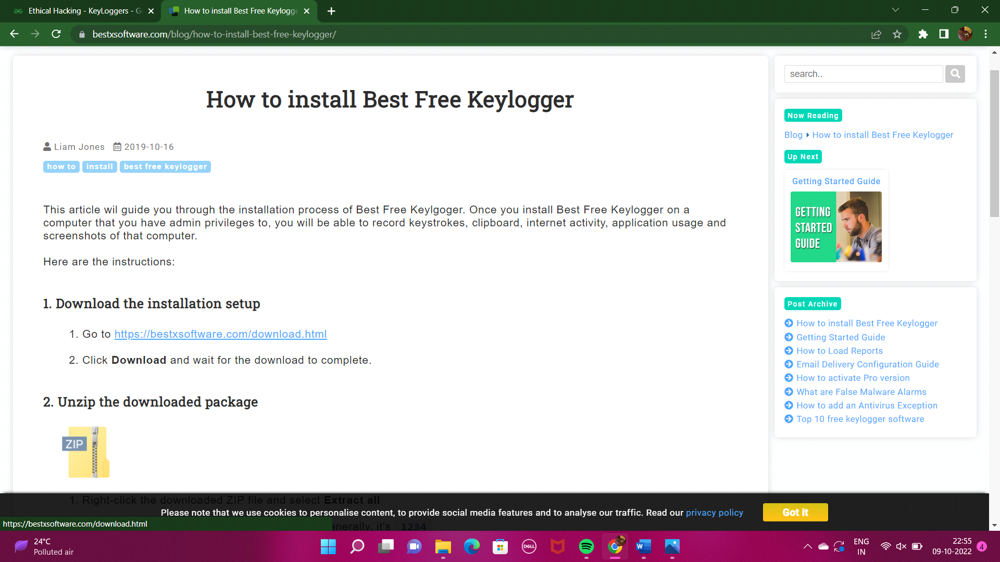 Ethical Hacking - KeyLoggers - G
How to install Best Free Keylogge
bestxsoftware.com/blog/how-to-install-best-free-keylogger/
How to install Best Free Keylogger
Liam Jones 2019-10-16
how to install best free keylogger
This article wil guide you through the installation process of Best Free Keylgoger. Once you install Best Free Keylogger on a
computer that you have admin privileges to, you will be able to record keystrokes, clipboard, internet activity, application usage and
screenshots of that computer.
Here are the instructions:
1. Download the installation setup
1. Go to https://bestxsoftware.com/download.html
2. Click Download and wait for the download to complete.
2. Unzip the downloaded package
ZIP
1. Right-click the downloaded ZIP file and select Extract all
enerally, it's 1234
search..
Now Reading
Blog How to install Best Free Keylogger
Up Next
Getting Started Guide
GETTING
STARTED
GUIDE
Post Archive
How to install Best Free Keylogger
Getting Started Guide
How to Load Reports
Email Delivery Configuration Guide
How to activate Pro version
What are False Malware Alarms
How to add an Antivirus Exception
Top 10 free keylogger software
Please note that we use cookies to personalise content, to provide social media features and to analyse our traffic. Read our privacy policy
Got it
https://bestxsoftware.com/download.html
24°C
Polluted air
DELL
W
ENG
IN
22:55
09-10-2022
4